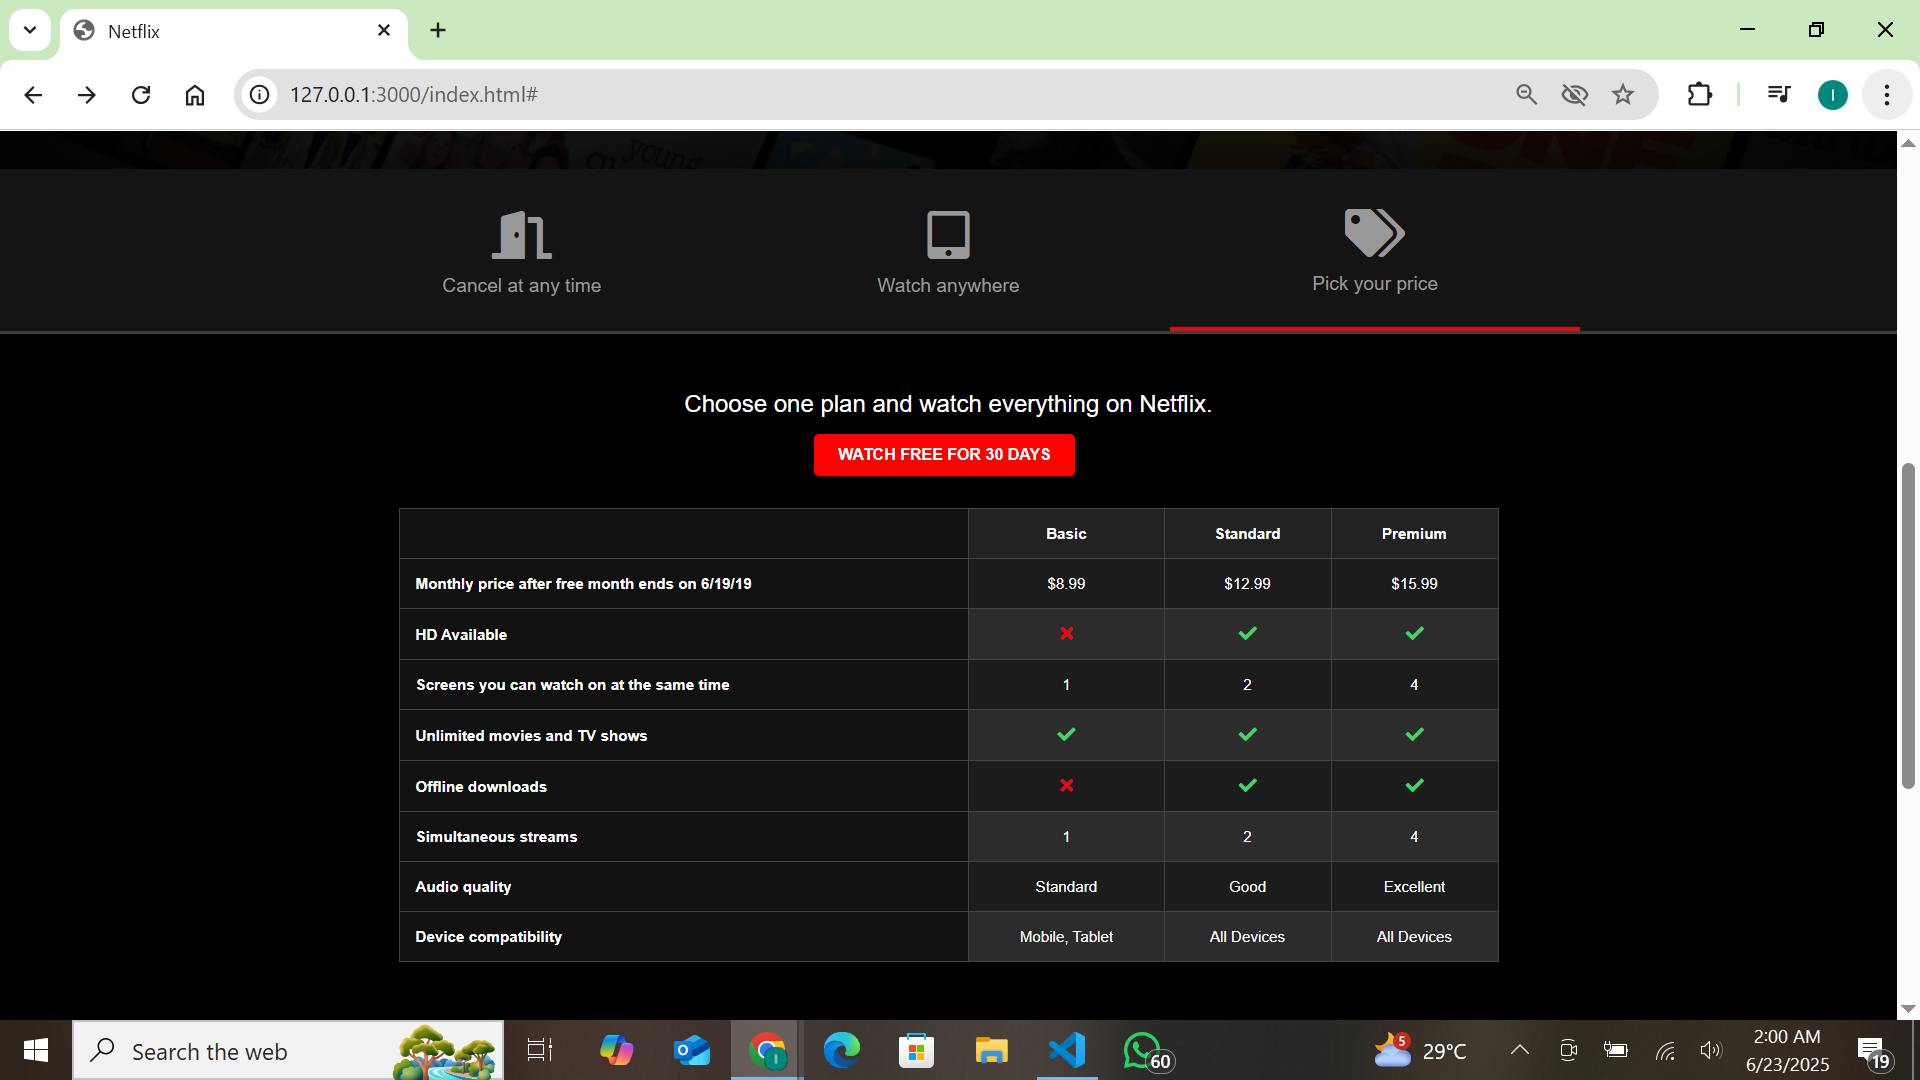 Netflix
127.0.0.1:3000/index.html#
I
young
Cancel at any time
Watch anywhere
Pick your price
Choose one plan and watch everything on Netflix.
WATCH FREE FOR 30 DAYS
Basic Standard Premium
Monthly price after free month ends on 6/19/19 $8.99 $12.99 $15.99
HD Available
Screens you can watch on at the same time 1 2 4
Unlimited movies and TV shows
Offline downloads
Simultaneous streams 1 2 4
Audio quality Standard Good Excellent
Device compatibility Mobile, Tablet All Devices All Devices
Search the web
60
5
29°C
2:00 AM
6/23/2025
19